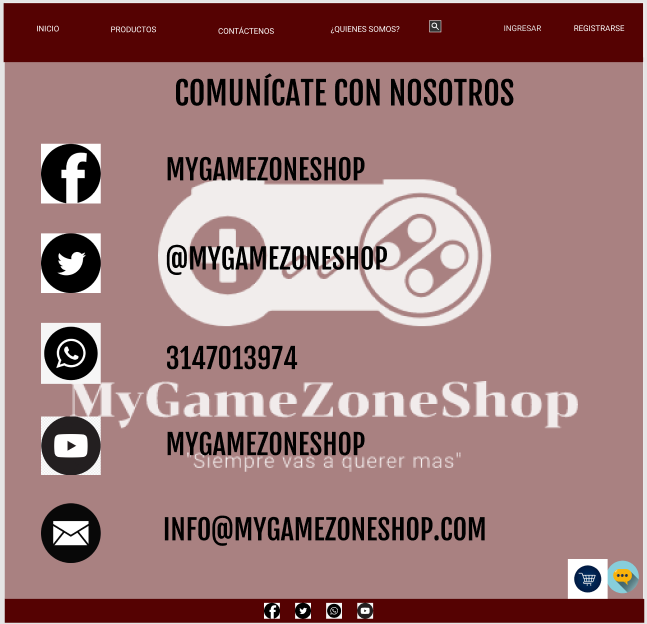 INICIO PRODUCTOS CONTÁCTENOS ¿QUIENES SOMOS? INGRESAR REGISTRARSE
COMUNÍCATE CON NOSOTROS
MYGAMEZONESHOP
@MYGAMEZONESHOP
3147013974
MyGameZoneShop
MYGAMEZONESHOP
"Siempre vas a querer mas"
INFO@MYGAMEZONESHOP.COM